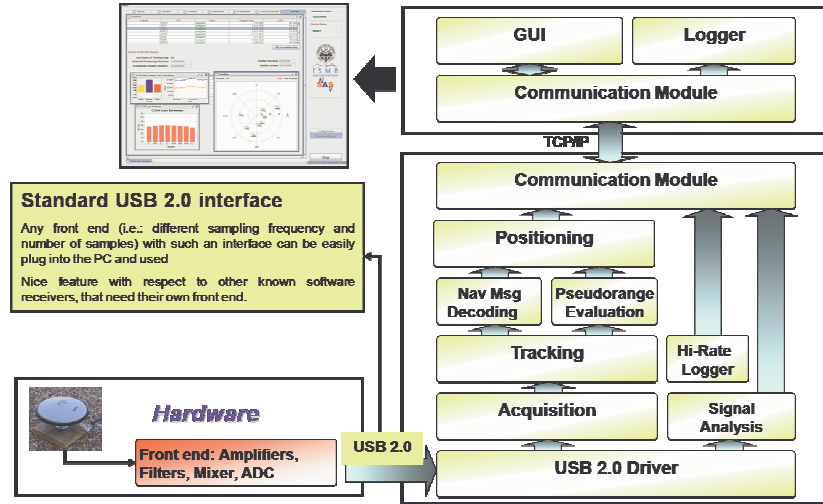 GUI
Logger
Communication Module
TCP/IP
Communication Module
Standard USB 2.0 interface
Any front end (i.e.: different sampling frequency and
number of samples) with such an interface can be easily
plug into the PC and used
Nice feature with respect to other known software
receivers, that need their own front end.
Positioning
Nav Msg
Decoding
Pseudorange
Evaluation
Tracking
Hi-Rate
Logger
Acquisition
Signal
Analysis
Hardware
Front end: Amplifiers,
Filters, Mixer, ADC
USB 2.0
USB 2.0 Driver